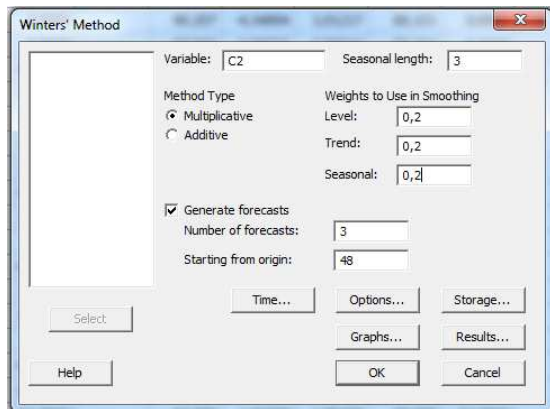 Winters' Method
Variable: C2 Seasonal length: 3
Method Type Weights to Use in Smoothing
Multiplicative Level: 0,2
Additive
Trend: 0,2
Seasonal: 0,2
Generate forecasts
Number of forecasts: 3
Starting from origin: 48
Time... Options... Storage...
Select
Graphs... Results...
Help OK Cancel